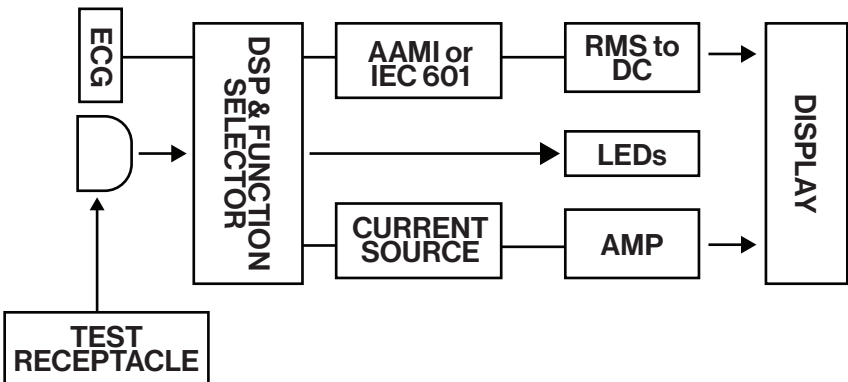 ECG
DSP & FUNCTION
SELECTOR
AAMI or
IEC 601
RMS to
DC
DISPLAY
LEDs
CURRENT
SOURCE
AMP
TEST
RECEPTACLE